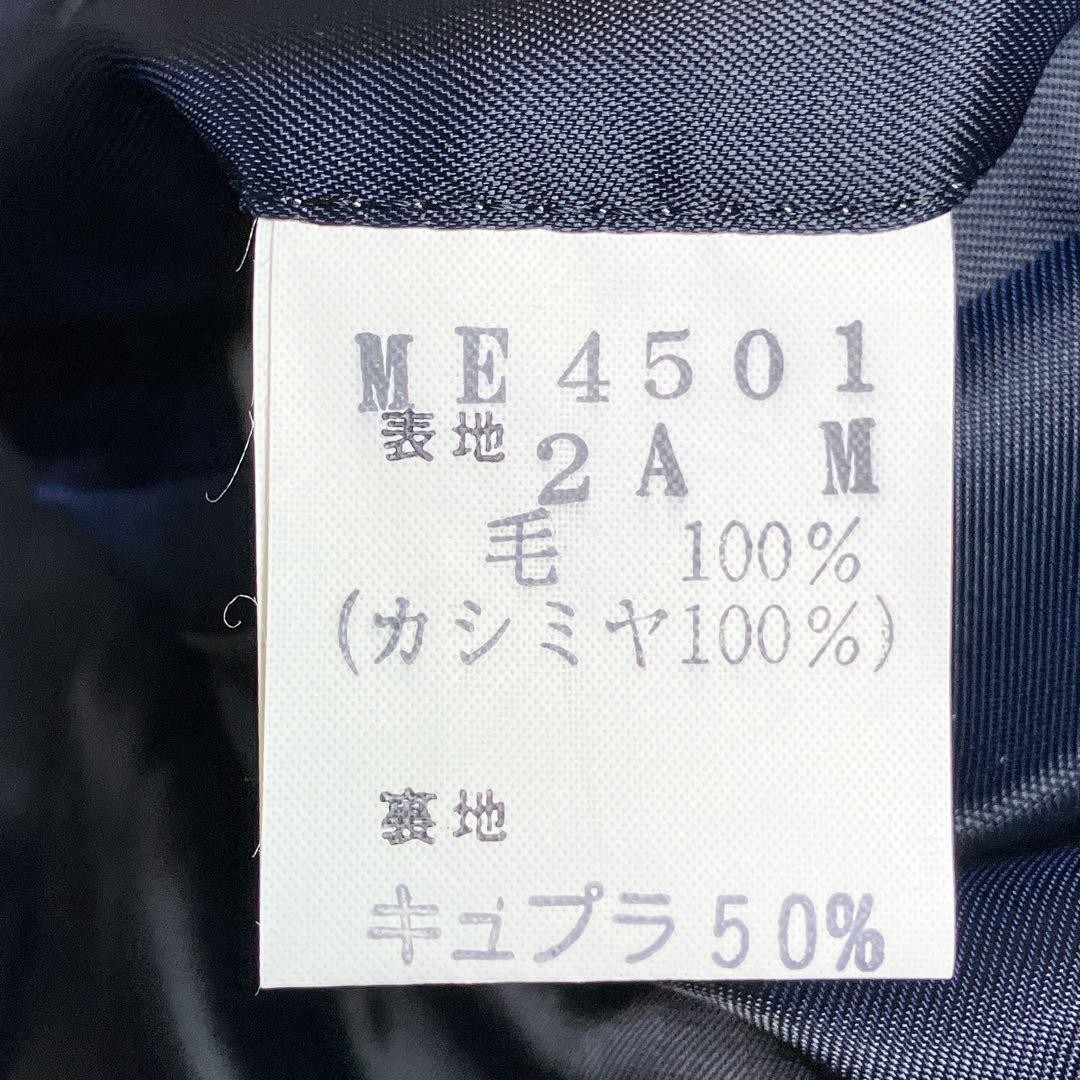 ME4501
表地
2A M
毛 100%
(カシミヤ100%)
裏地
キュプラ50%